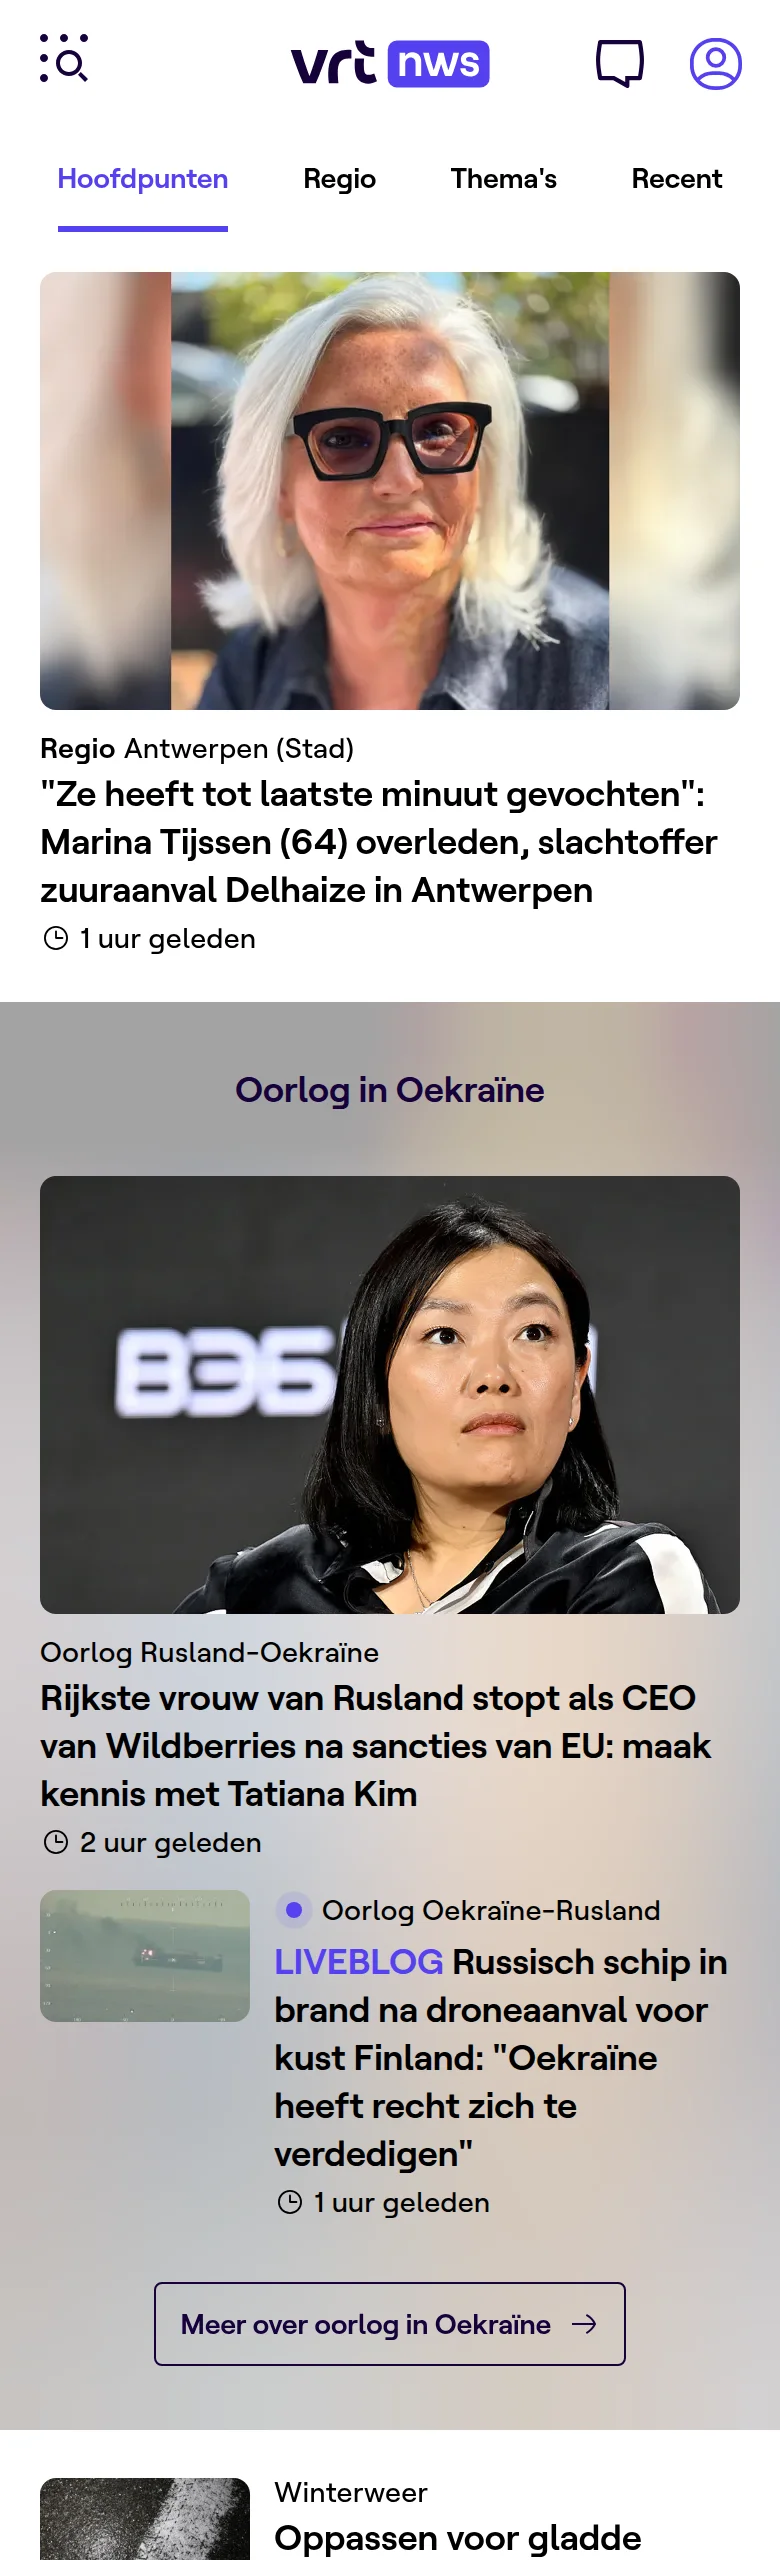 vrt nws
Hoofdpunten Regio Thema's Recent
Regio Antwerpen (Stad)
"Ze heeft tot laatste minuut gevochten":
Marina Tijssen (64) overleden, slachtoffer
zuuraanval Delhaize in Antwerpen
1 uur geleden
Oorlog in Oekraïne
ВЭБ
Oorlog Rusland-Oekraïne
Rijkste vrouw van Rusland stopt als CEO
van Wildberries na sancties van EU: maak
kennis met Tatiana Kim
2 uur geleden
Oorlog Oekraïne-Rusland
LIVEBLOG Russisch schip in
brand na droneaanval voor
kust Finland: "Oekraïne
heeft recht zich te
verdedigen"
1 uur geleden
Meer over oorlog in Oekraïne
Winterweer
Oppassen voor gladde